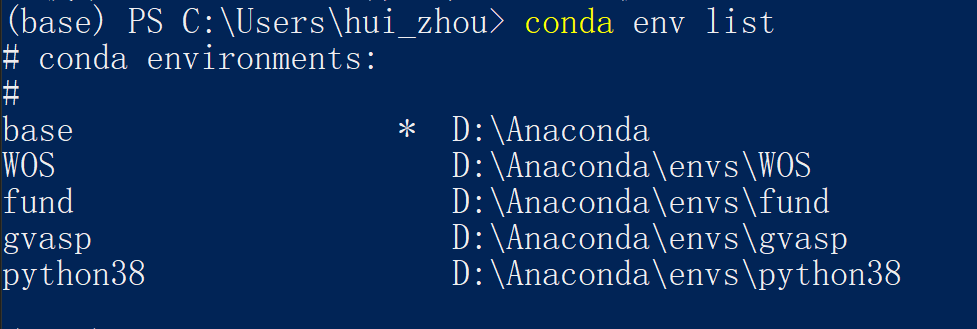 (base) PS C:\Users\hui_zhou> conda env list
# conda environments:
#
base                  *  D:\Anaconda
WOS                      D:\Anaconda\envs\WOS
fund                     D:\Anaconda\envs\fund
gvasp                    D:\Anaconda\envs\gvasp
python38                 D:\Anaconda\envs\python38